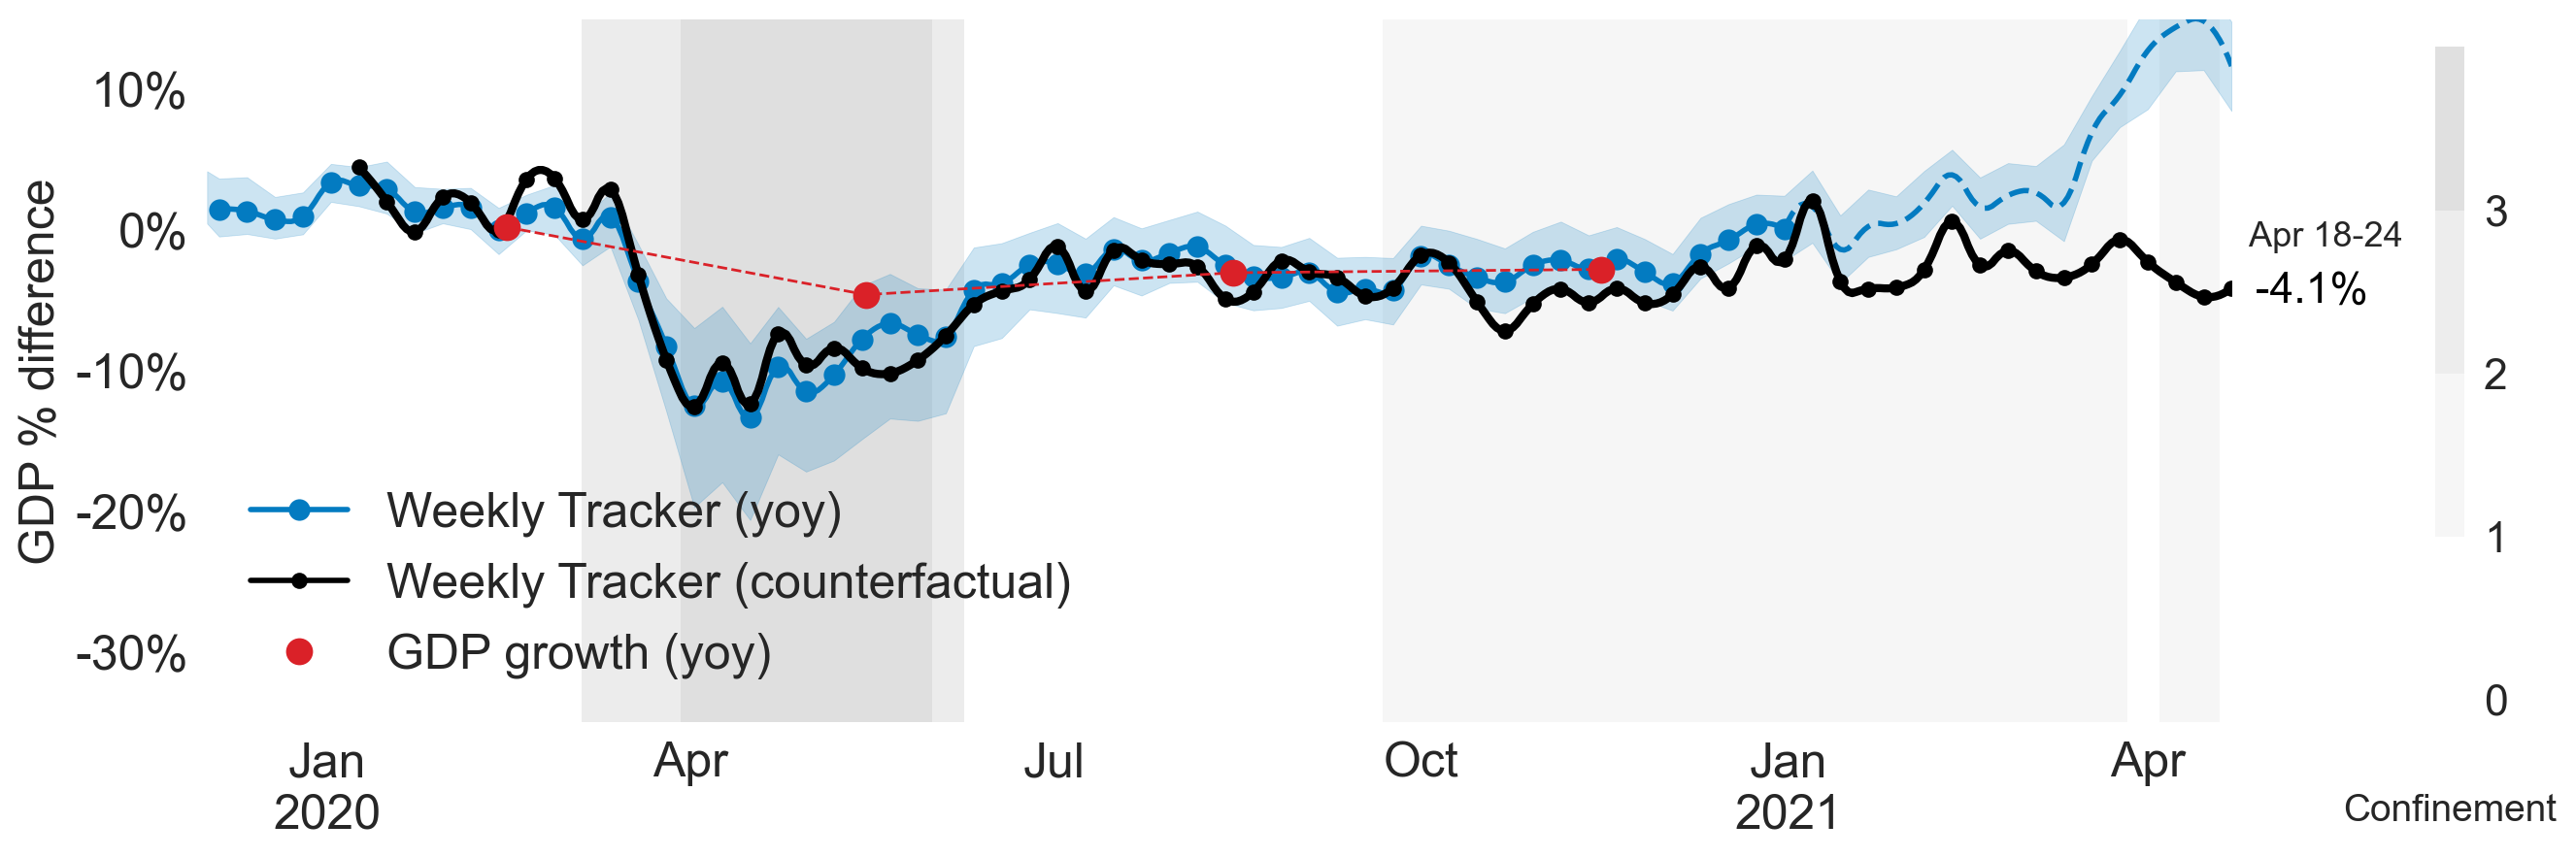 GDP % difference
10%
0%
-10%
-20%
-30%
Weekly Tracker (yoy)
Weekly Tracker (counterfactual)
GDP growth (yoy)
Jan
2020
Apr
Jul
Oct
Jan
2021
Apr
Apr 18-24
-4.1%
3
2
1
0
Confinement